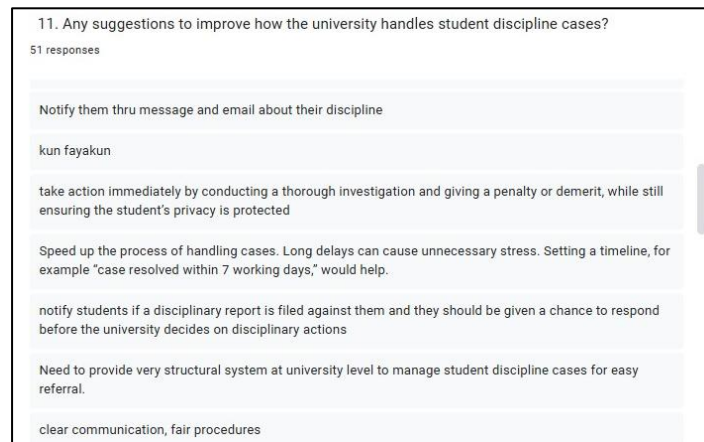 11. Any suggestions to improve how the university handles student discipline cases?
51 responses
Notify them thru message and email about their discipline
kun fayakun
take action immediately by conducting a thorough investigation and giving a penalty or demerit, while still
ensuring the student's privacy is protected
Speed up the process of handling cases. Long delays can cause unnecessary stress. Setting a timeline, for
example “case resolved within 7 working days,” would help.
notify students if a disciplinary report is filed against them and they should be given a chance to respond
before the university decides on disciplinary actions
Need to provide very structural system at university level to manage student discipline cases for easy
referral.
clear communication, fair procedures